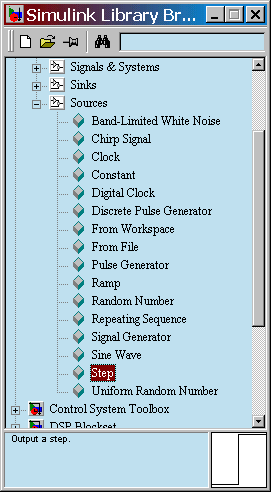 Simulink Library Br...
Signals & Systems
Sinks
Sources
Band-Limited White Noise
Chirp Signal
Clock
Constant
Digital Clock
Discrete Pulse Generator
From Workspace
From File
Pulse Generator
Ramp
Random Number
Repeating Sequence
Signal Generator
Sine Wave
Step
Uniform Random Number
Control System Toolbox
DSP Blockset
Output a step.